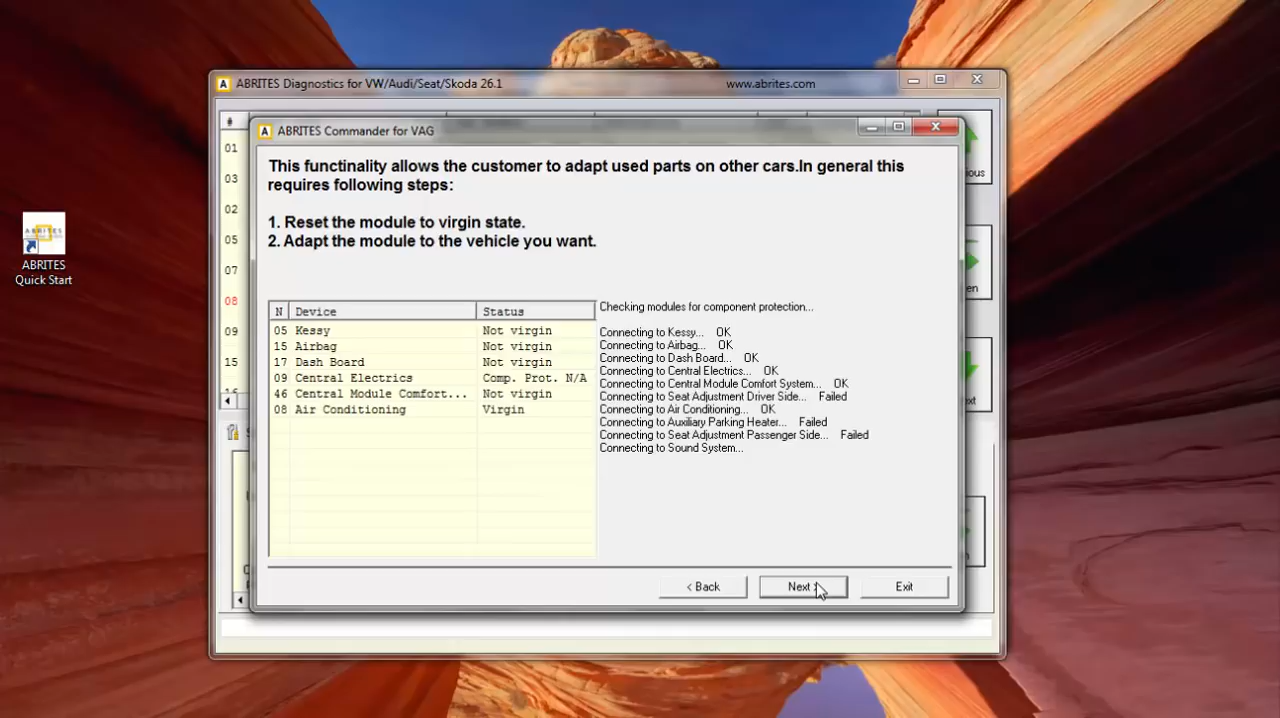 ABRITES Diagnostics for VW/Audi/Seat/Skoda 26.1 www.abrites.com
ABRITES Commander for VAG
This functinality allows the customer to adapt used parts on other cars.In general this
requires following steps:
1. Reset the module to virgin state.
2. Adapt the module to the vehicle you want.
N Device Status
05 Kessy Not virgin
15 Airbag Not virgin
17 Dash Board Not virgin
09 Central Electrics Comp. Prot. N/A
46 Central Module Comfort... Not virgin
08 Air Conditioning Virgin
Checking modules for component protection...
Connecting to Kessy... OK
Connecting to Airbag... OK
Connecting to Dash Board... OK
Connecting to Central Electrics... OK
Connecting to Central Module Comfort System... OK
Connecting to Seat Adjustment Driver Side... Failed
Connecting to Air Conditioning... OK
Connecting to Auxiliary Parking Heater... Failed
Connecting to Seat Adjustment Passenger Side... Failed
Connecting to Sound System...
< Back Next > Exit
#
01
03
02
05
07
08
09
15
ABRITES
Quick Start